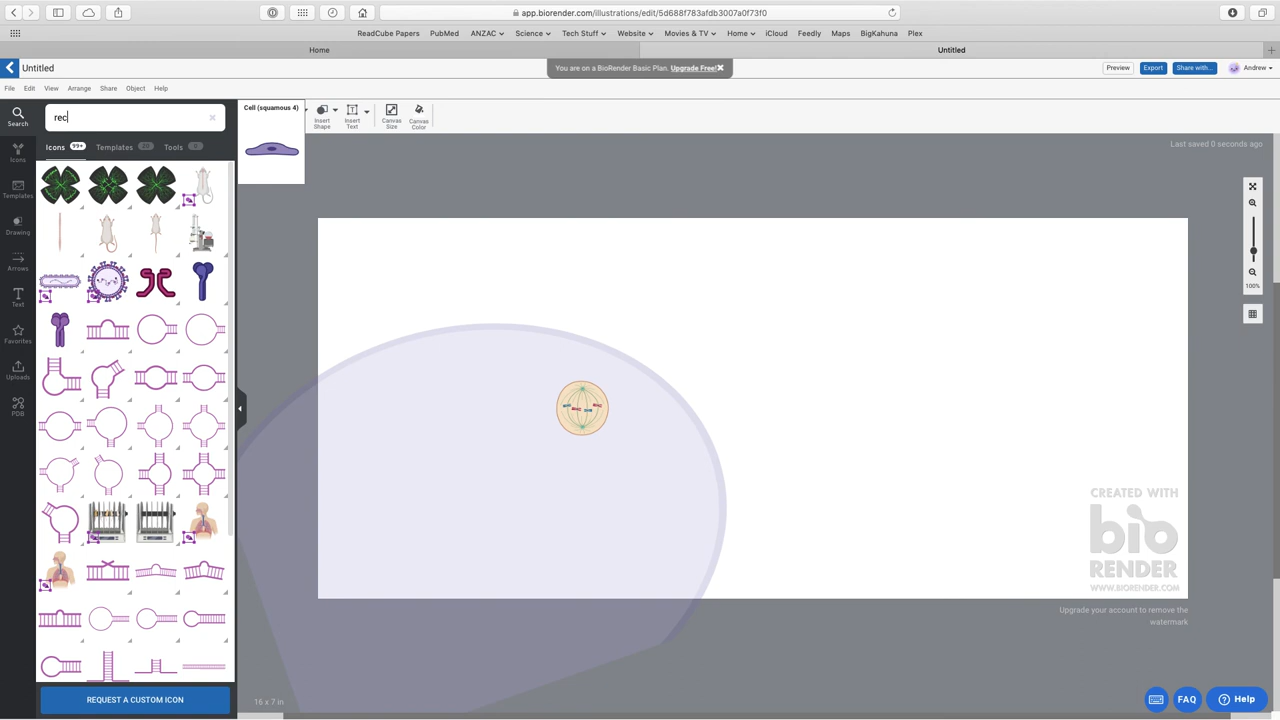 app.biorender.com/illustrations/edit/5d688f783afdb3007a0f73f0
ReadCube Papers PubMed ANZAC Science Tech Stuff Website Movies & TV Home iCloud Feedly Maps BigKahuna Plex
Home Untitled
Untitled
You are on a BioRender Basic Plan. Upgrade Free!
Preview Export Share with... Andrew
File Edit View Arrange Share Object Help
Search
rec
Cell (squamous 4)
Insert Shape
Insert Text
Canvas Size
Canvas Color
Icons 99+ Templates 20 Tools
Last saved 0 seconds ago
Icons
Templates
Drawing
Arrows
Text
Favorites
Uploads
PDB
100%
CREATED WITH
bio
RENDER
WWW.BIORENDER.COM
Upgrade your account to remove the
watermark
REQUEST A CUSTOM ICON
16 x 7 in
FAQ
Help